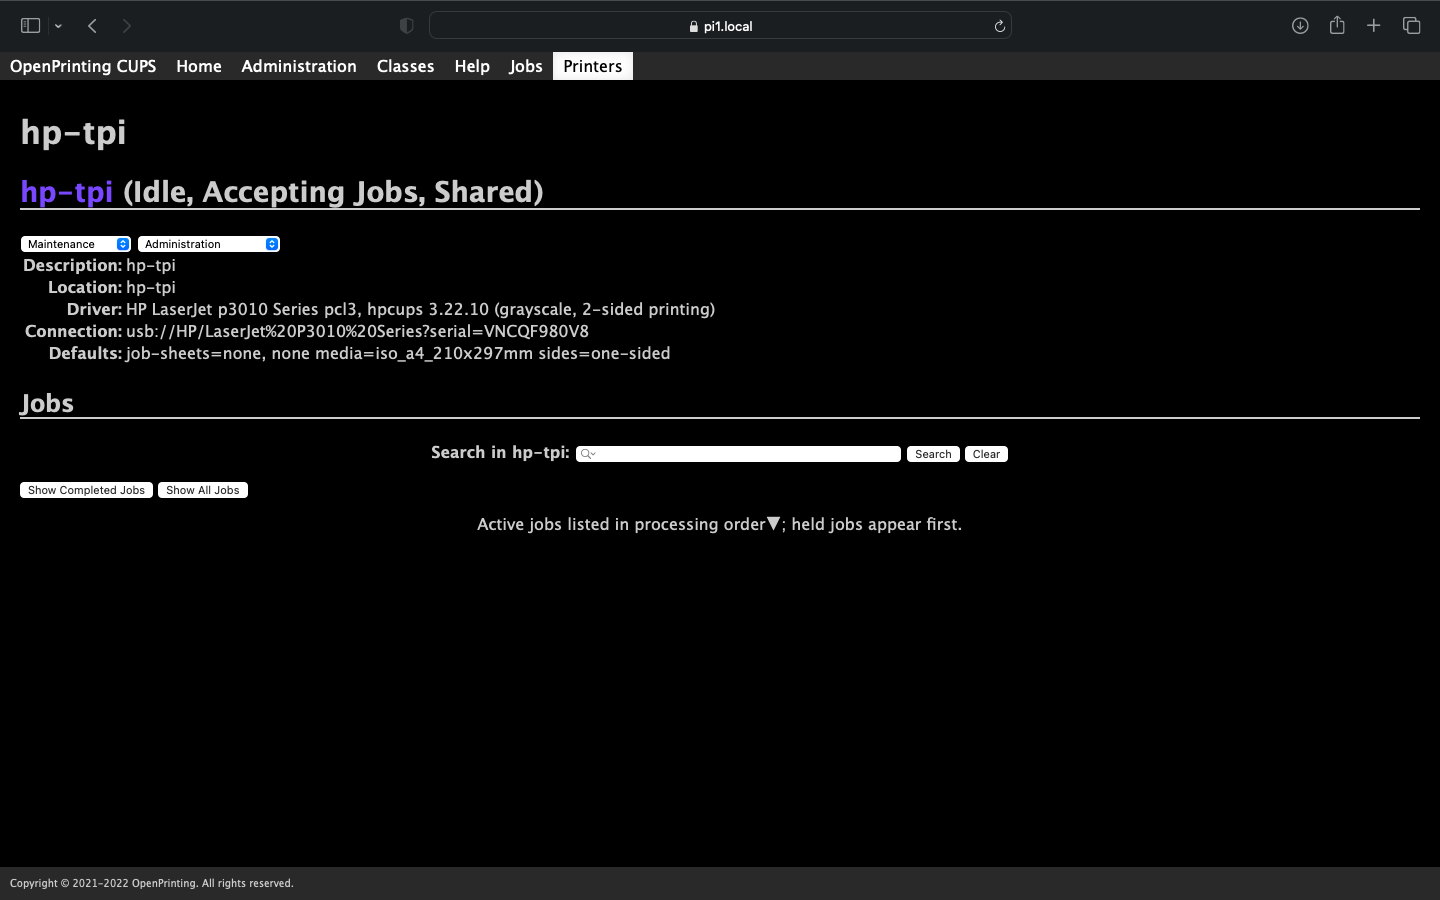 pi1.local
OpenPrinting CUPS Home Administration Classes Help Jobs Printers
hp-tpi
hp-tpi (Idle, Accepting Jobs, Shared)
Maintenance Administration
Description: hp-tpi
Location: hp-tpi
Driver: HP LaserJet p3010 Series pcl3, hpcups 3.22.10 (grayscale, 2-sided printing)
Connection: usb://HP/LaserJet%20P3010%20Series?serial=VNCQF980V8
Defaults: job-sheets=none, none media=iso_a4_210x297mm sides=one-sided
Jobs
Search in hp-tpi: Search Clear
Show Completed Jobs Show All Jobs
Active jobs listed in processing order▼; held jobs appear first.
Copyright © 2021-2022 OpenPrinting. All rights reserved.